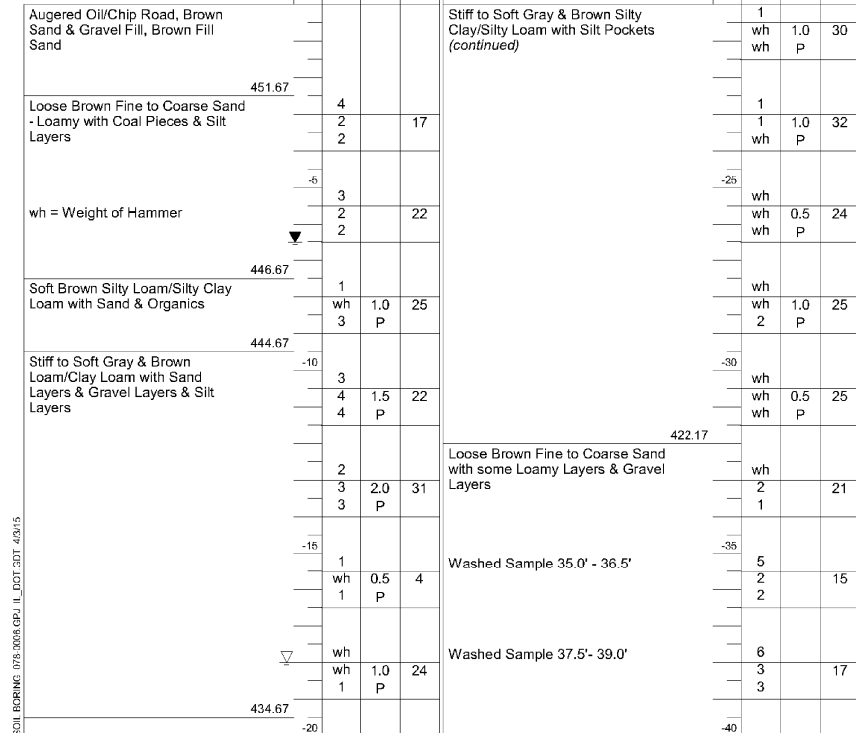 Augered Oil/Chip Road, Brown
Sand & Gravel Fill, Brown Fill
Sand
451.67
Loose Brown Fine to Coarse Sand
- Loamy with Coal Pieces & Silt
Layers
4
2 17
2
-5
3
wh = Weight of Hammer 2 22
2
446.67
Soft Brown Silty Loam/Silty Clay
Loam with Sand & Organics
1
wh 1.0 25
3 P
444.67
Stiff to Soft Gray & Brown
Loam/Clay Loam with Sand
Layers & Gravel Layers & Silt
Layers
-10
3
4 1.5 22
4 P
2
3 2.0 31
3 P
-15
1
wh 0.5 4
1 P
wh
wh 1.0 24
1 P
434.67
-20
SOIL BORING 078-0006.GPJ IL_DOT.GDT 4/3/15
Stiff to Soft Gray & Brown Silty
Clay/Silty Loam with Silt Pockets
(continued)
1
wh 1.0 30
wh P
1
1 1.0 32
wh P
-25
wh
wh 0.5 24
wh P
wh
wh 1.0 25
2 P
-30
wh
wh 0.5 25
wh P
422.17
Loose Brown Fine to Coarse Sand
with some Loamy Layers & Gravel
Layers
wh
2 21
1
-35
Washed Sample 35.0' - 36.5' 5
2 15
2
Washed Sample 37.5'- 39.0' 6
3 17
3
-40